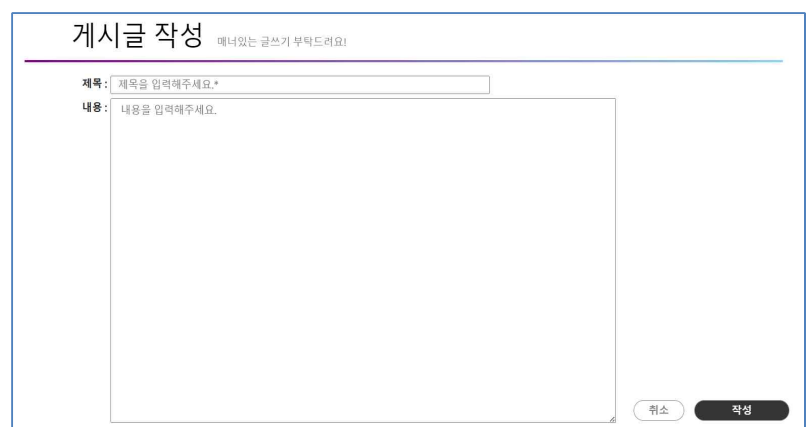 게시글 작성 매너있는 글쓰기 부탁드려요!
제목 : 제목을 입력해주세요.*
내용 : 내용을 입력해주세요.
취소 작성